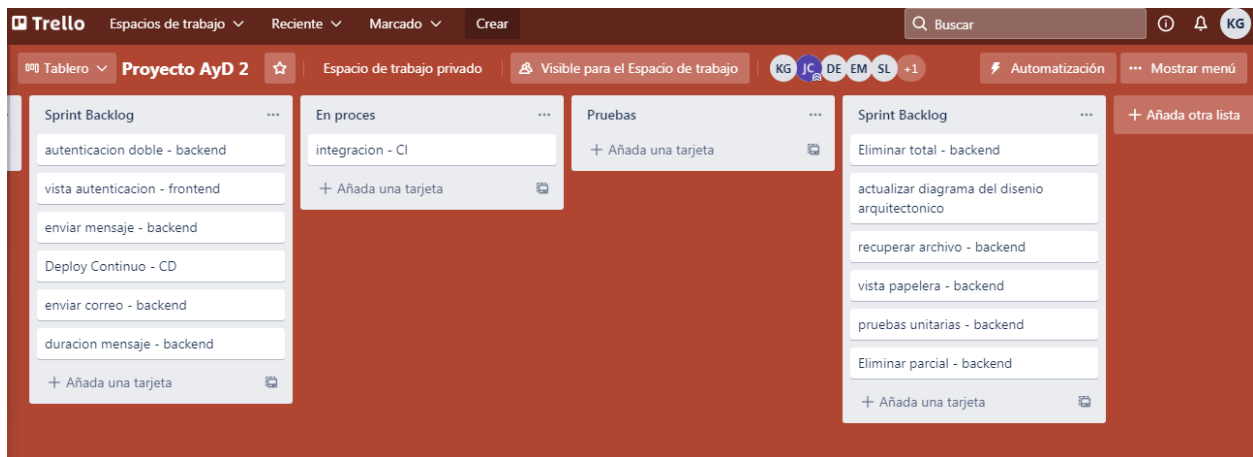 Trello Espacios de trabajo Reciente Marcado Crear Buscar KG
Tablero Proyecto AyD 2 Espacio de trabajo privado Visible para el Espacio de trabajo KG JC DE EM SL +1 Automatización ... Mostrar menú
Sprint Backlog ...
autenticacion doble - backend
vista autenticacion - frontend
enviar mensaje - backend
Deploy Continuo - CD
enviar correo - backend
duracion mensaje - backend
+ Añada una tarjeta
En proces ...
integracion - CI
+ Añada una tarjeta
Pruebas ...
+ Añada una tarjeta
Sprint Backlog ...
Eliminar total - backend
actualizar diagrama del disenio
arquitectonico
recuperar archivo - backend
vista papelera - backend
pruebas unitarias - backend
Eliminar parcial - backend
+ Añada una tarjeta
+ Añada otra lista